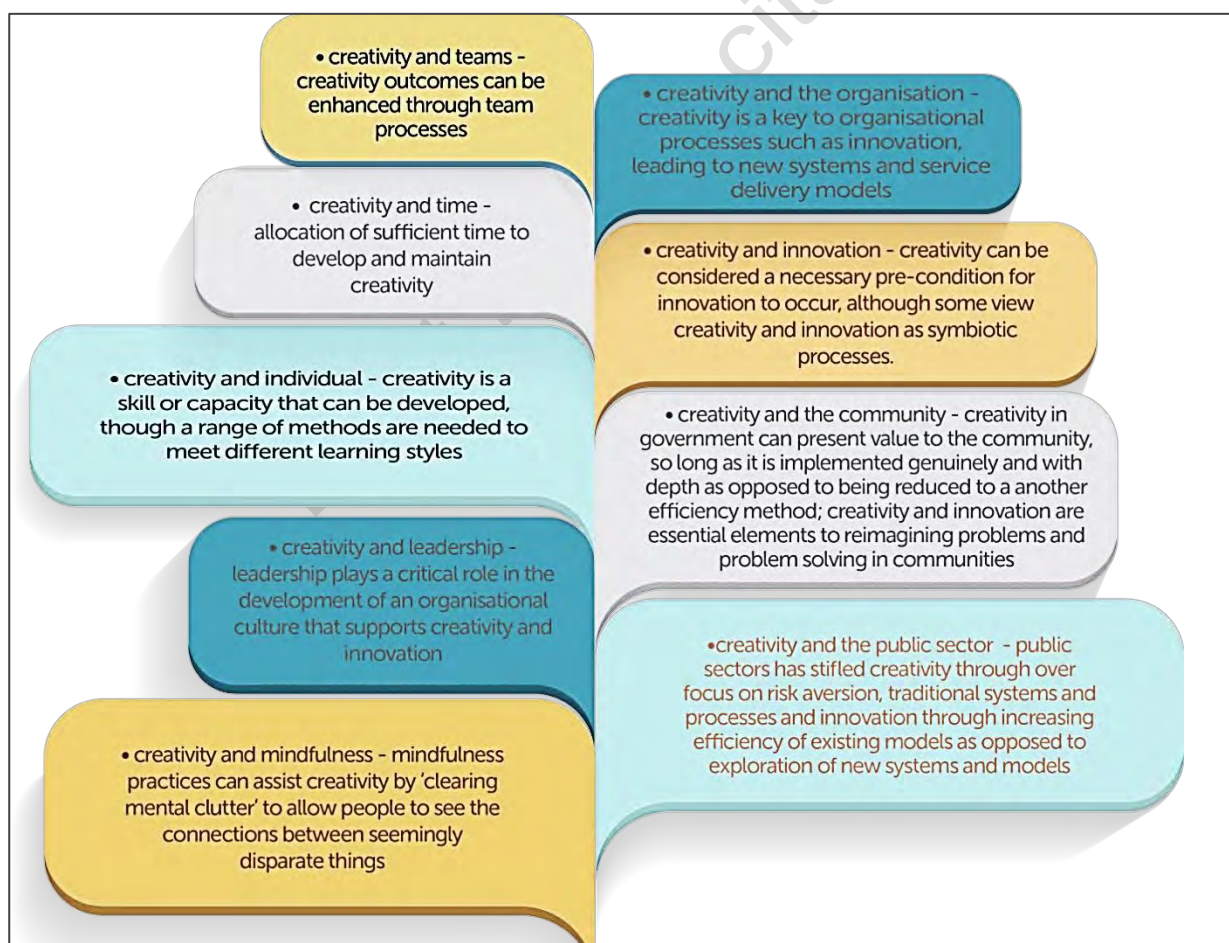 • creativity and teams -
creativity outcomes can be
enhanced through team
processes
• creativity and the organisation -
creativity is a key to organisational
processes such as innovation,
leading to new systems and service
delivery models
• creativity and time -
allocation of sufficient time to
develop and maintain
creativity
• creativity and innovation - creativity can be
considered a necessary pre-condition for
innovation to occur, although some view
creativity and innovation as symbiotic
processes.
• creativity and individual - creativity is a
skill or capacity that can be developed,
though a range of methods are needed to
meet different learning styles
• creativity and the community - creativity in
government can present value to the community,
so long as it is implemented genuinely and with
depth as opposed to being reduced to a another
efficiency method; creativity and innovation are
essential elements to reimagining problems and
problem solving in communities
• creativity and leadership -
leadership plays a critical role in the
development of an organisational
culture that supports creativity and
innovation
•creativity and the public sector - public
sectors has stifled creativity through over
focus on risk aversion, traditional systems and
processes and innovation through increasing
efficiency of existing models as opposed to
exploration of new systems and models
• creativity and mindfulness - mindfulness
practices can assist creativity by ‘clearing
mental clutter’ to allow people to see the
connections between seemingly
disparate things